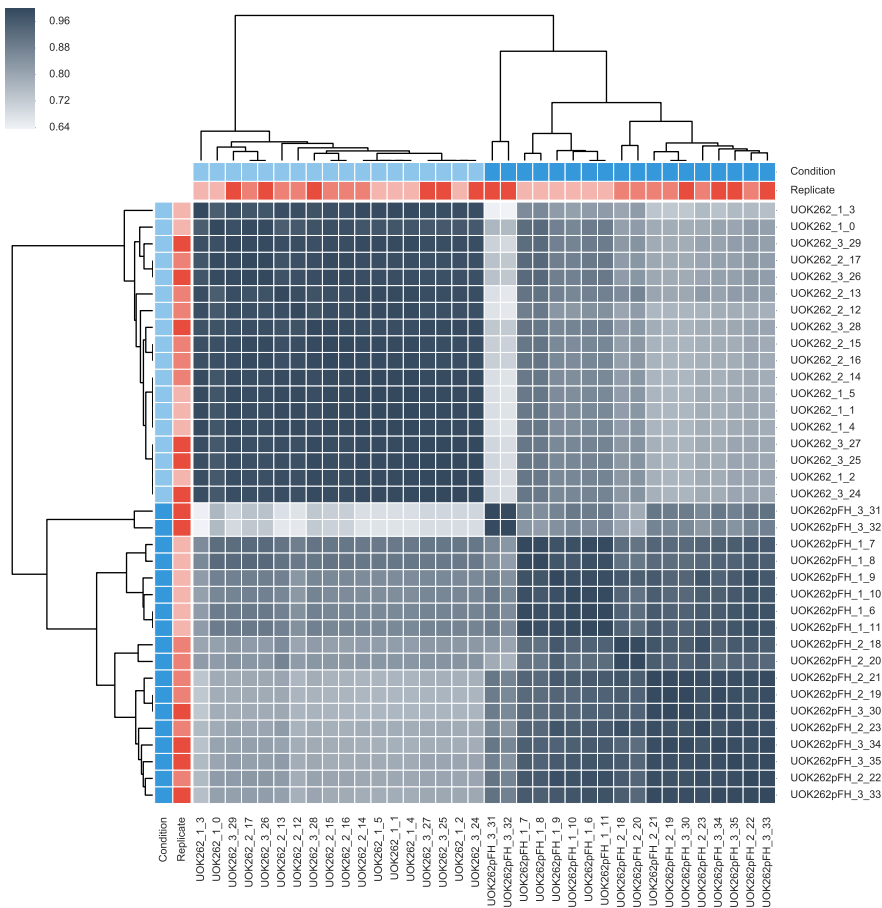 0.96
0.88
0.80
0.72
0.64
Condition
Replicate
UOK262_1_3
UOK262_1_0
UOK262_3_29
UOK262_2_17
UOK262_3_26
UOK262_2_13
UOK262_2_12
UOK262_3_28
UOK262_2_15
UOK262_2_16
UOK262_2_14
UOK262_1_5
UOK262_1_1
UOK262_1_4
UOK262_3_27
UOK262_3_25
UOK262_1_2
UOK262_3_24
UOK262pFH_3_31
UOK262pFH_3_32
UOK262pFH_1_7
UOK262pFH_1_8
UOK262pFH_1_9
UOK262pFH_1_10
UOK262pFH_1_6
UOK262pFH_1_11
UOK262pFH_2_18
UOK262pFH_2_20
UOK262pFH_2_21
UOK262pFH_2_19
UOK262pFH_3_30
UOK262pFH_2_23
UOK262pFH_3_34
UOK262pFH_3_35
UOK262pFH_2_22
UOK262pFH_3_33
Condition
Replicate
UOK262_1_3
UOK262_1_0
UOK262_3_29
UOK262_2_17
UOK262_3_26
UOK262_2_13
UOK262_2_12
UOK262_3_28
UOK262_2_15
UOK262_2_16
UOK262_2_14
UOK262_1_5
UOK262_1_1
UOK262_1_4
UOK262_3_27
UOK262_3_25
UOK262_1_2
UOK262_3_24
UOK262pFH_3_31
UOK262pFH_3_32
UOK262pFH_1_7
UOK262pFH_1_8
UOK262pFH_1_9
UOK262pFH_1_10
UOK262pFH_1_6
UOK262pFH_1_11
UOK262pFH_2_18
UOK262pFH_2_20
UOK262pFH_2_21
UOK262pFH_2_19
UOK262pFH_3_30
UOK262pFH_2_23
UOK262pFH_3_34
UOK262pFH_3_35
UOK262pFH_2_22
UOK262pFH_3_33